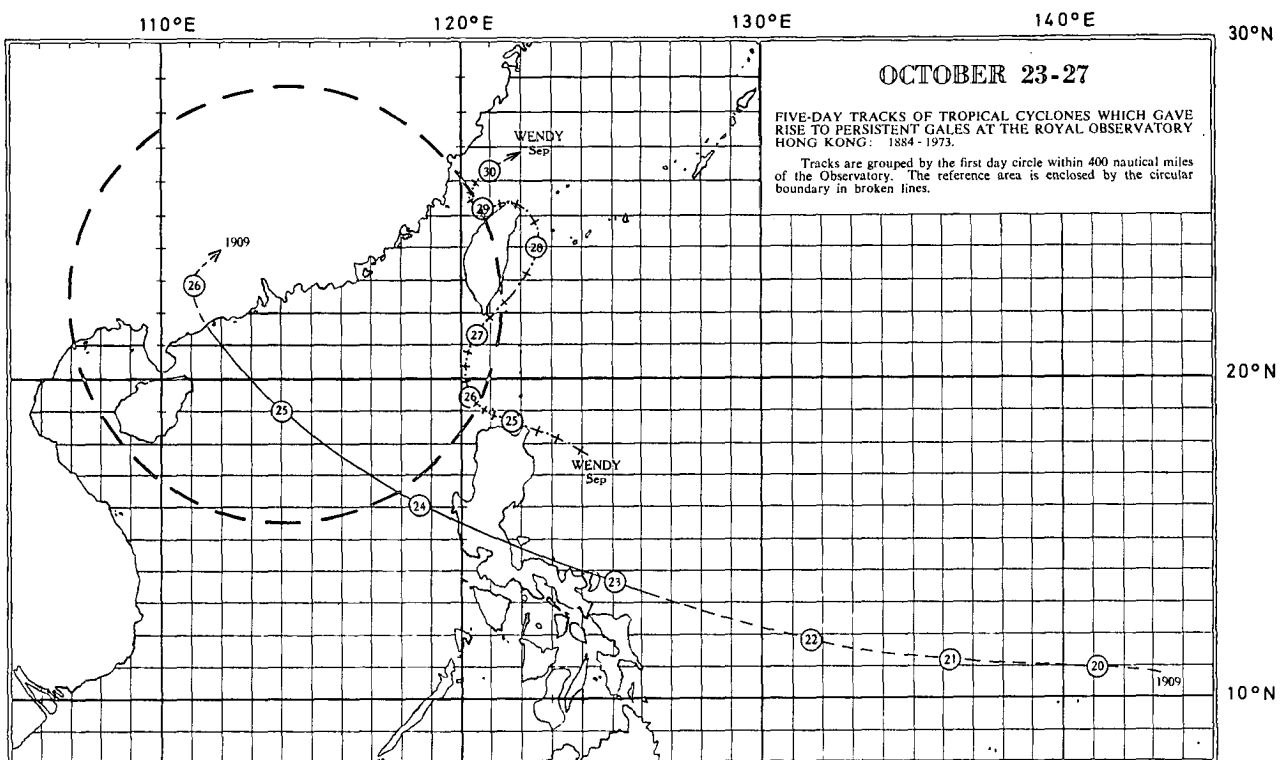 110°E 120°E 130°E 140°E
30°N
OCTOBER 23-27
FIVE-DAY TRACKS OF TROPICAL CYCLONES WHICH GAVE
RISE TO PERSISTENT GALES AT THE ROYAL OBSERVATORY
HONG KONG: 1884-1973.
Tracks are grouped by the first day circle within 400 nautical miles
of the Observatory. The reference area is enclosed by the circular
boundary in broken lines.
WENDY
Sep
30
29
28
1909
26
27
20°N
26
25
25
WENDY
Sep
24
23
22
21
20
1909
10°N